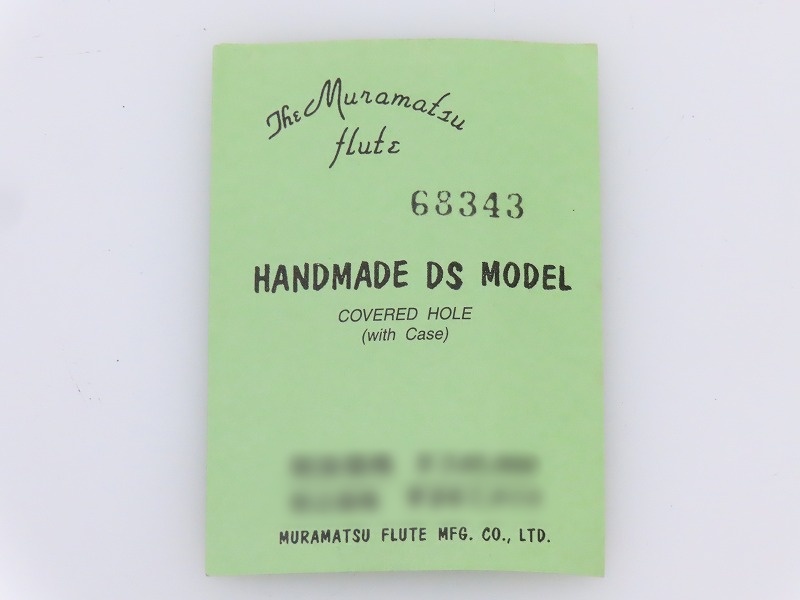 The Muramatsu
flute
68343
HANDMADE DS MODEL
COVERED HOLE
(with Case)
MURAMATSU FLUTE MFG. CO., LTD.